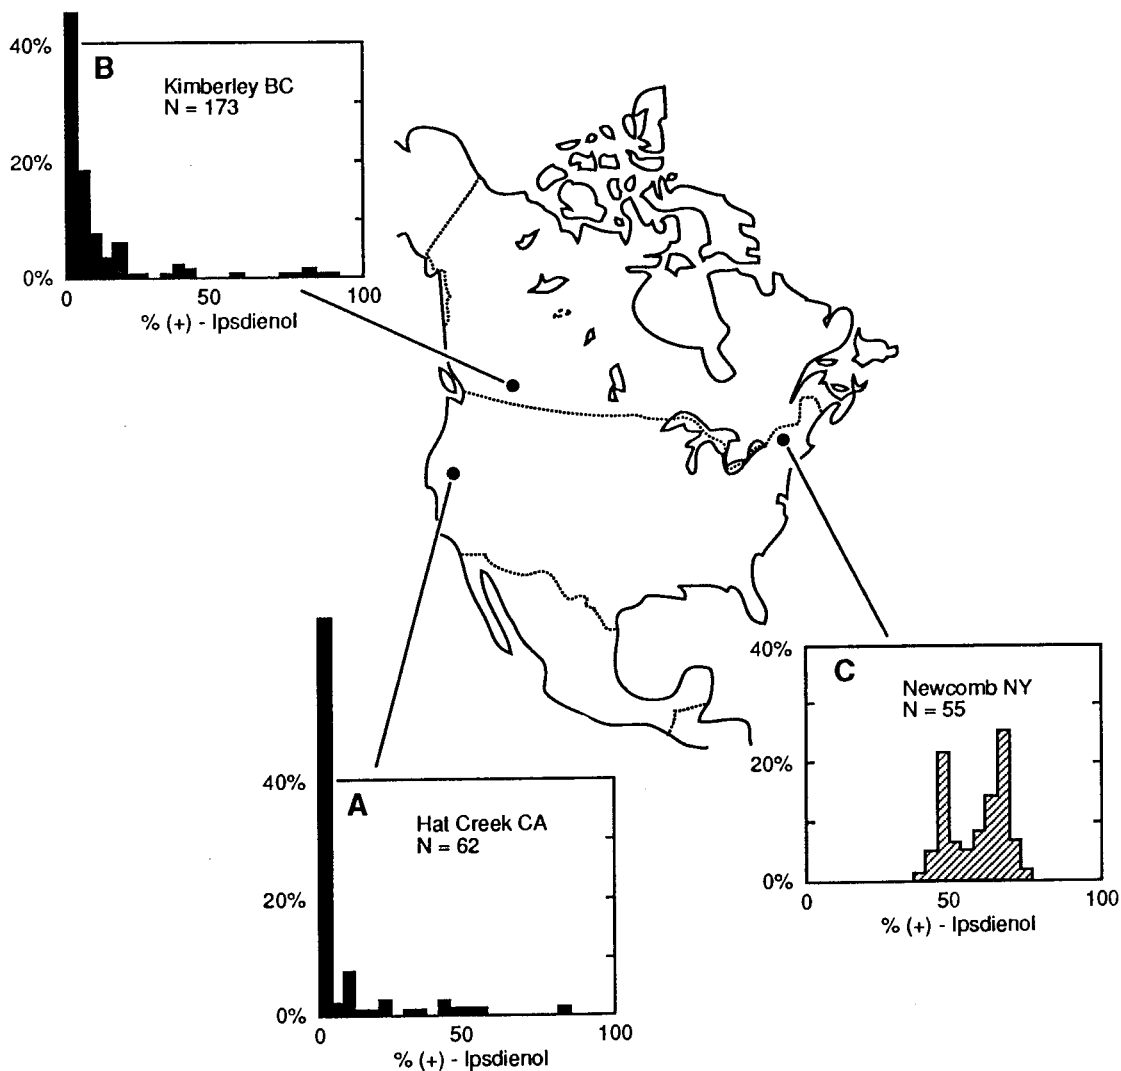 40%
B
Kimberley BC
N = 173
20%
0%
0
50
100
% (+) - Ipsdienol
40%
A
Hat Creek CA
N = 62
20%
0%
0
50
100
% (+) - Ipsdienol
40%
C
Newcomb NY
N = 55
20%
0%
0
50
100
% (+) - Ipsdienol